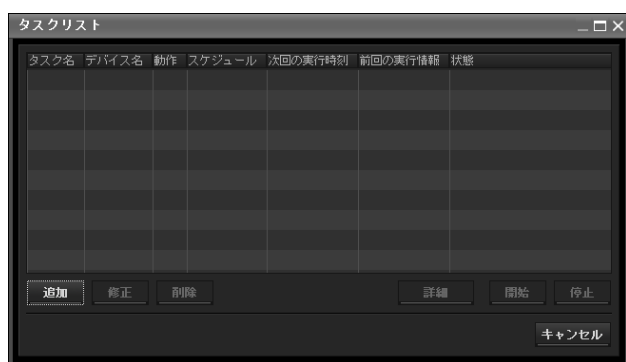 タスクリスト
タスク名 デバイス名 動作 スケジュール 次回の実行時刻 前回の実行情報 状態
追加 修正 削除 詳細 開始 停止
キャンセル